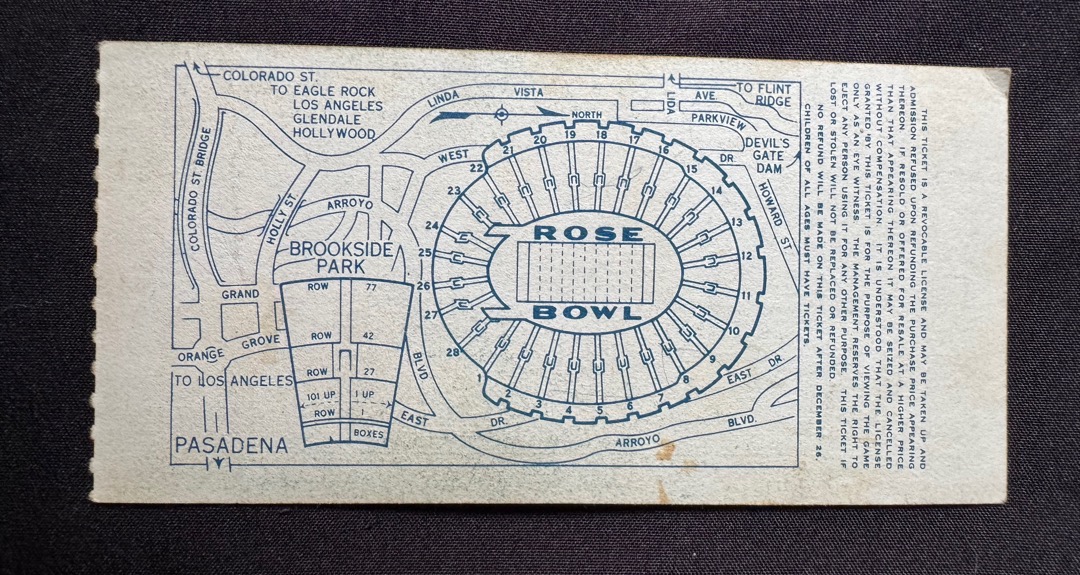 COLORADO ST.
TO EAGLE ROCK
LOS ANGELES
GLENDALE
HOLLYWOOD
LINDA
VISTA
AVE.
LIDA
TO FLINT
RIDGE
PARKVIEW
NORTH
DEVIL'S
GATE
DAM
WEST
DR.
HOWARD ST.
COLORADO ST BRIDGE
HOLLY ST
ARROYO
BROOKSIDE
PARK
GRAND
ORANGE GROVE
TO LOS ANGELES
PASADENA
ROW 77
ROW 42
ROW 27
101 UP 1 UP
ROW 1
BOXES
BLVD
EAST DR.
ARROYO BLVD.
EAST DR.
ROSE
BOWL
1
2
3
4
5
6
7
8
9
10
11
12
13
14
15
16
17
18
19
20
21
22
23
24
25
26
27
28
THIS TICKET IS A REVOCABLE LICENSE AND MAY BE TAKEN UP AND
ADMISSION REFUSED UPON REFUNDING THE PURCHASE PRICE APPEARING
THEREON. IF RESOLD OR OFFERED FOR RESALE AT A HIGHER PRICE
THAN THAT APPEARING THEREON IT MAY BE SEIZED AND CANCELLED
WITHOUT COMPENSATION. IT IS UNDERSTOOD THAT THE LICENSE
GRANTED BY THIS TICKET IS FOR THE PURPOSE OF VIEWING THE GAME
ONLY AS AN EYE WITNESS. THE MANAGEMENT RESERVES THE RIGHT TO
EJECT ANY PERSON USING IT FOR ANY OTHER PURPOSE. THIS TICKET IF
LOST OR STOLEN WILL NOT BE REPLACED OR REFUNDED.
NO REFUND WILL BE MADE ON THIS TICKET AFTER DECEMBER 26.
CHILDREN OF ALL AGES MUST HAVE TICKETS.